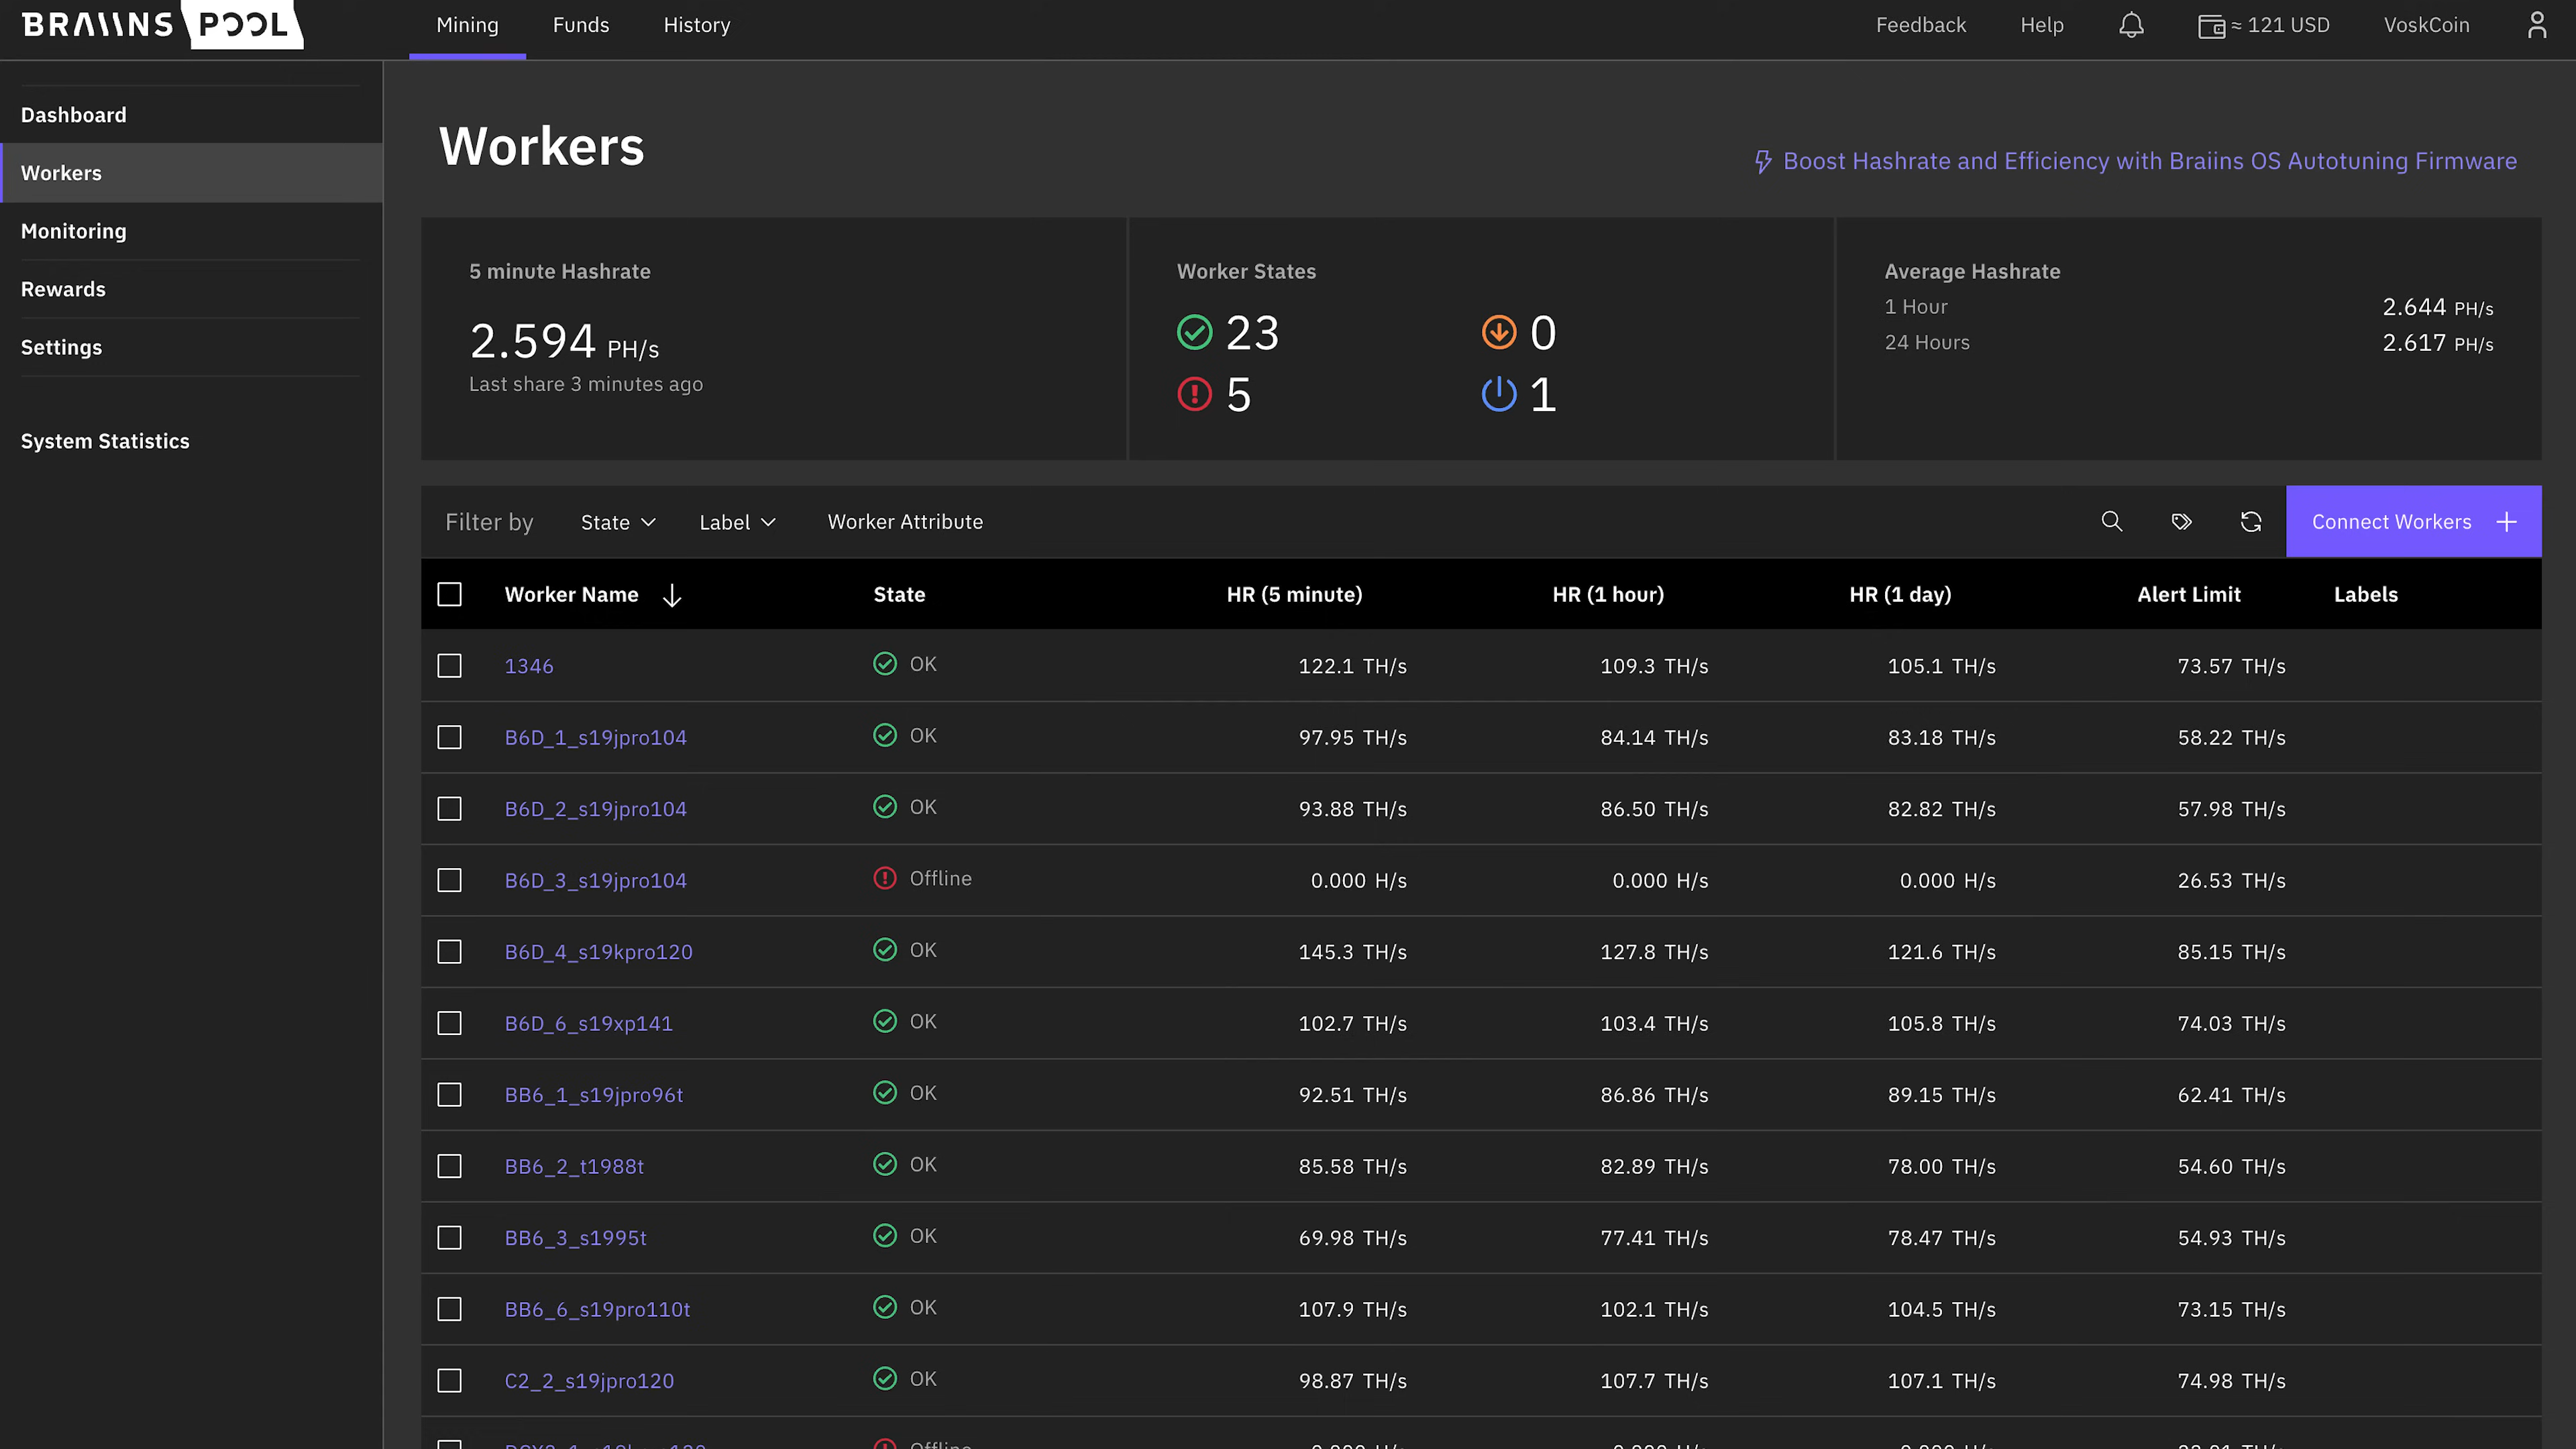 BRAIINS POOL
Mining Funds History Feedback Help ≈ 121 USD VoskCoin
Dashboard
Workers
Monitoring
Rewards
Settings
System Statistics
Workers
Boost Hashrate and Efficiency with Braiins OS Autotuning Firmware
5 minute Hashrate
2.594 PH/s
Last share 3 minutes ago
Worker States
23 0
5 1
Average Hashrate
1 Hour 2.644 PH/s
24 Hours 2.617 PH/s
Filter by State Label Worker Attribute Connect Workers +
Worker Name State HR (5 minute) HR (1 hour) HR (1 day) Alert Limit Labels
1346 OK 122.1 TH/s 109.3 TH/s 105.1 TH/s 73.57 TH/s
B6D_1_s19jpro104 OK 97.95 TH/s 84.14 TH/s 83.18 TH/s 58.22 TH/s
B6D_2_s19jpro104 OK 93.88 TH/s 86.50 TH/s 82.82 TH/s 57.98 TH/s
B6D_3_s19jpro104 Offline 0.000 H/s 0.000 H/s 0.000 H/s 26.53 TH/s
B6D_4_s19kpro120 OK 145.3 TH/s 127.8 TH/s 121.6 TH/s 85.15 TH/s
B6D_6_s19xp141 OK 102.7 TH/s 103.4 TH/s 105.8 TH/s 74.03 TH/s
BB6_1_s19jpro96t OK 92.51 TH/s 86.86 TH/s 89.15 TH/s 62.41 TH/s
BB6_2_t1988t OK 85.58 TH/s 82.89 TH/s 78.00 TH/s 54.60 TH/s
BB6_3_s1995t OK 69.98 TH/s 77.41 TH/s 78.47 TH/s 54.93 TH/s
BB6_6_s19pro110t OK 107.9 TH/s 102.1 TH/s 104.5 TH/s 73.15 TH/s
C2_2_s19jpro120 OK 98.87 TH/s 107.7 TH/s 107.1 TH/s 74.98 TH/s
Offline 0.000 H/s 0.000 H/s 0.000 H/s